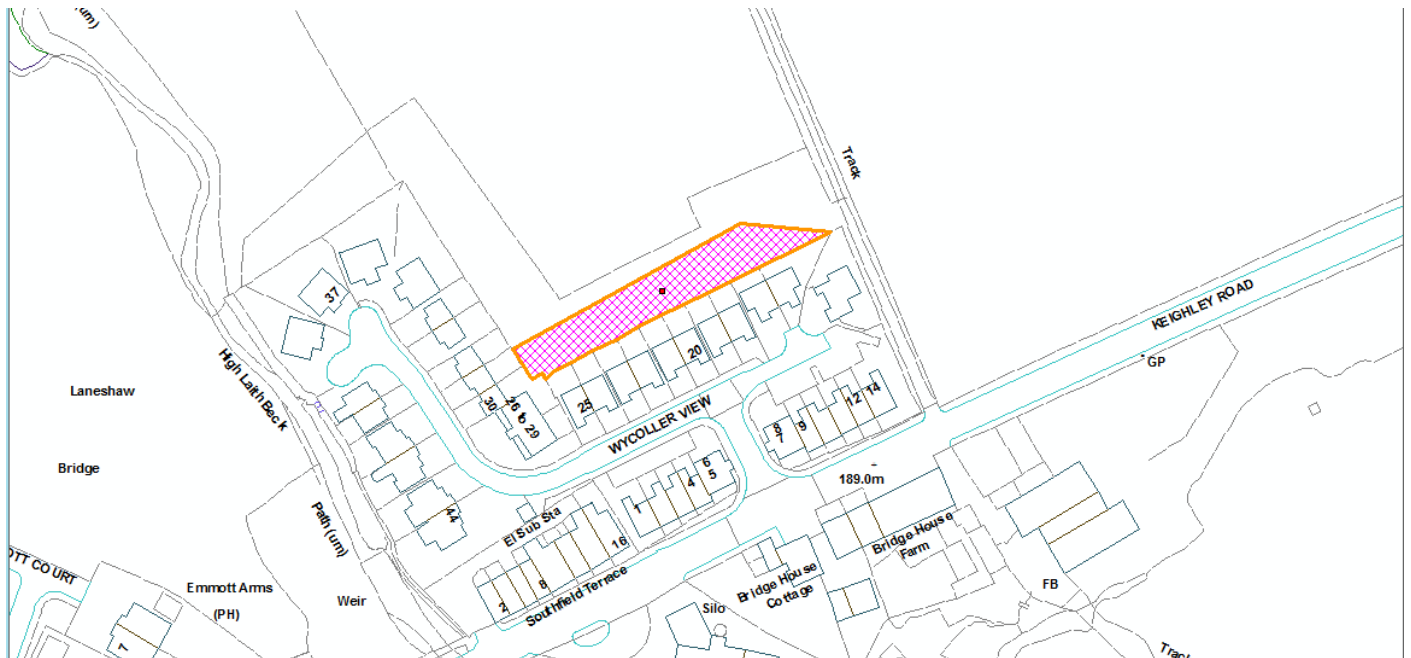 (um)
Track
37
High Laith Beck
KEIGHLEY ROAD
GP
Laneshaw
20
30
26 to 29
25
WYCOLLER VIEW
12
14
8
9
7
Bridge
6
5
4
1
189.0m
44
El Sub Sta
16
Path (um)
Bridge House
Farm
OTT COURT
Emmott Arms
(PH)
Weir
8
2
Southfield Terrace
Bridge House
Cottage
Silo
FB
7
Track